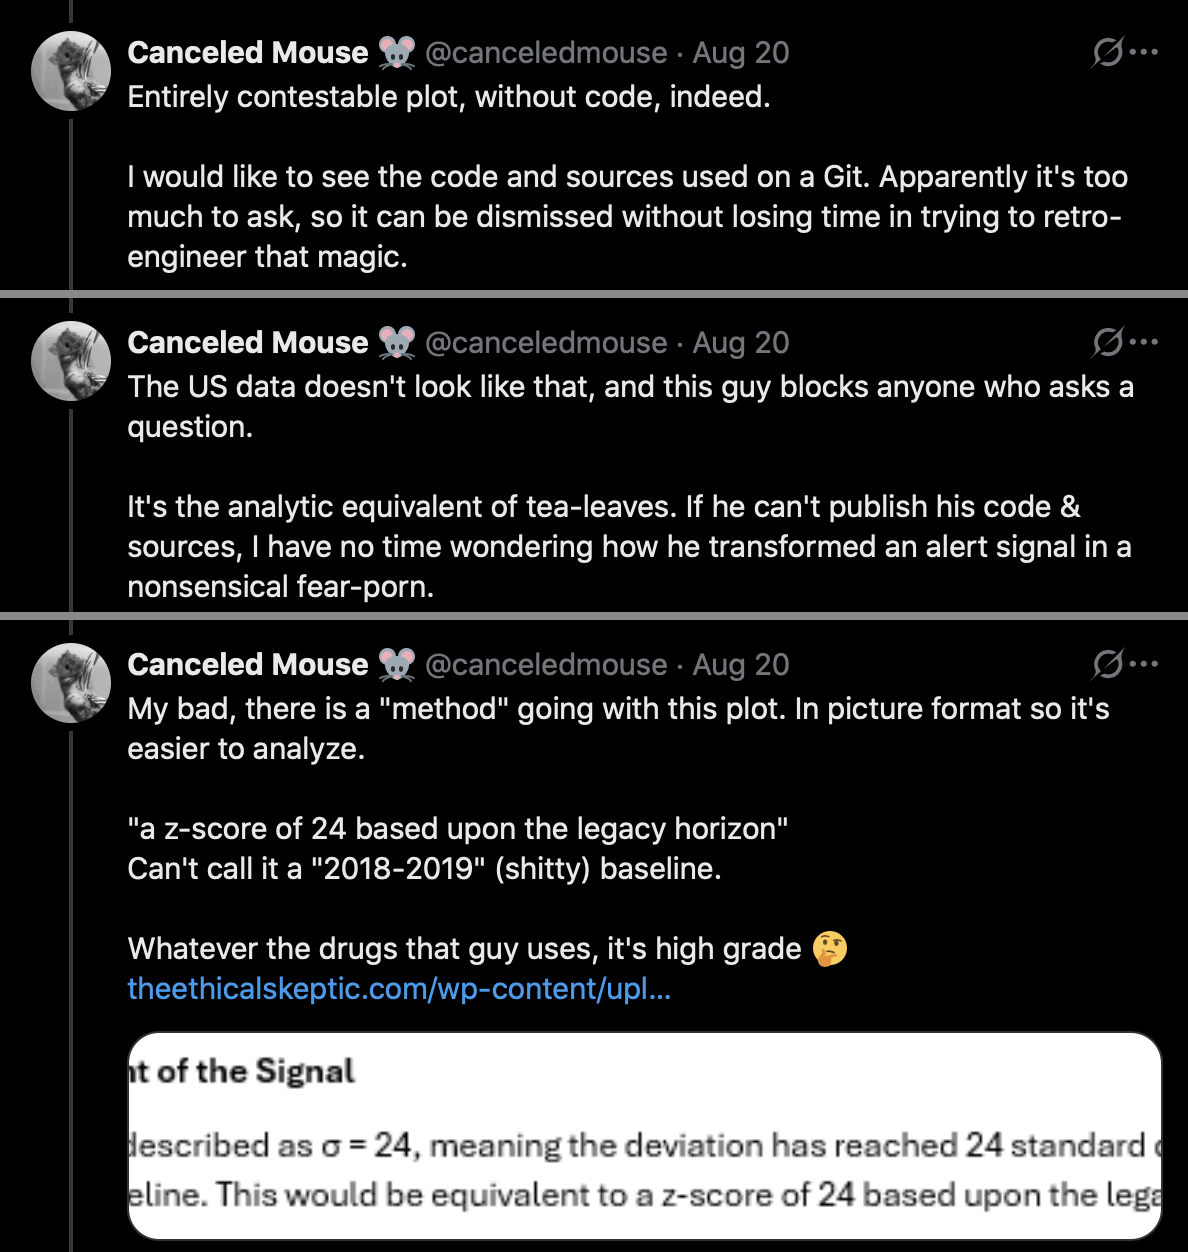 Canceled Mouse 🐭 @canceledmouse · Aug 20
Entirely contestable plot, without code, indeed.
I would like to see the code and sources used on a Git. Apparently it's too
much to ask, so it can be dismissed without losing time in trying to retro-
engineer that magic.
Canceled Mouse 🐭 @canceledmouse · Aug 20
The US data doesn't look like that, and this guy blocks anyone who asks a
question.
It's the analytic equivalent of tea-leaves. If he can't publish his code &
sources, I have no time wondering how he transformed an alert signal in a
nonsensical fear-porn.
Canceled Mouse 🐭 @canceledmouse · Aug 20
My bad, there is a "method" going with this plot. In picture format so it's
easier to analyze.
"a z-score of 24 based upon the legacy horizon"
Can't call it a "2018-2019" (shitty) baseline.
Whatever the drugs that guy uses, it's high grade 🤔
theethicalskeptic.com/wp-content/upl...
of the Signal
described as σ = 24, meaning the deviation has reached 24 standard
eline. This would be equivalent to a z-score of 24 based upon the lega